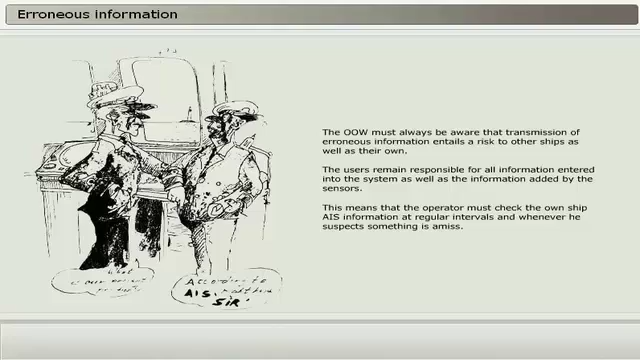 Erroneous information
The OOW must always be aware that transmission of
erroneous information entails a risk to other ships as
well as their own.
The users remain responsible for all information entered
into the system as well as the information added by the
sensors.
This means that the operator must check the own ship
AIS information at regular intervals and whenever he
suspects something is amiss.
According to
AIS,
SIR